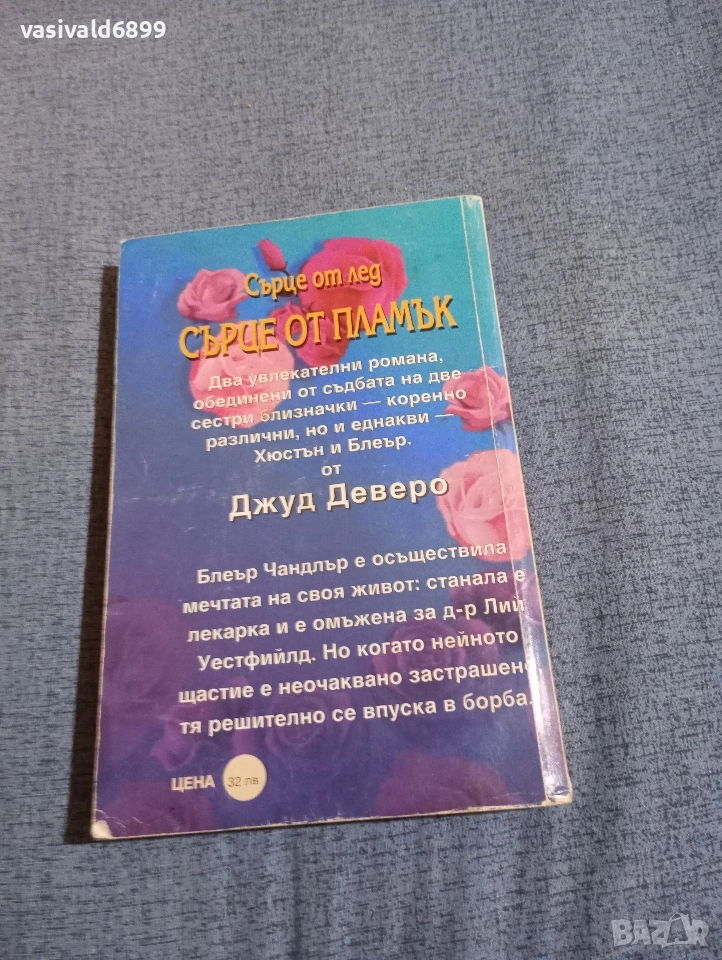 vasivald6899
Сърце от лед
СЪРЦЕ ОТ ПЛАМЪК
Два увлекателни романа,
обединени от съдбата на две
сестри близначки — коренно
различни, но и еднакви —
Хюстън и Блеър.
от
Джуд Деверо
Блеър Чандлър е осъществила
мечтата на своя живот: станала е
лекарка и е омъжена за д-р Лий
Уестфийлд. Но когато нейното
щастие е неочаквано застрашено
тя решително се впуска в борба.
ЦЕНА 32 лв
BAZAR